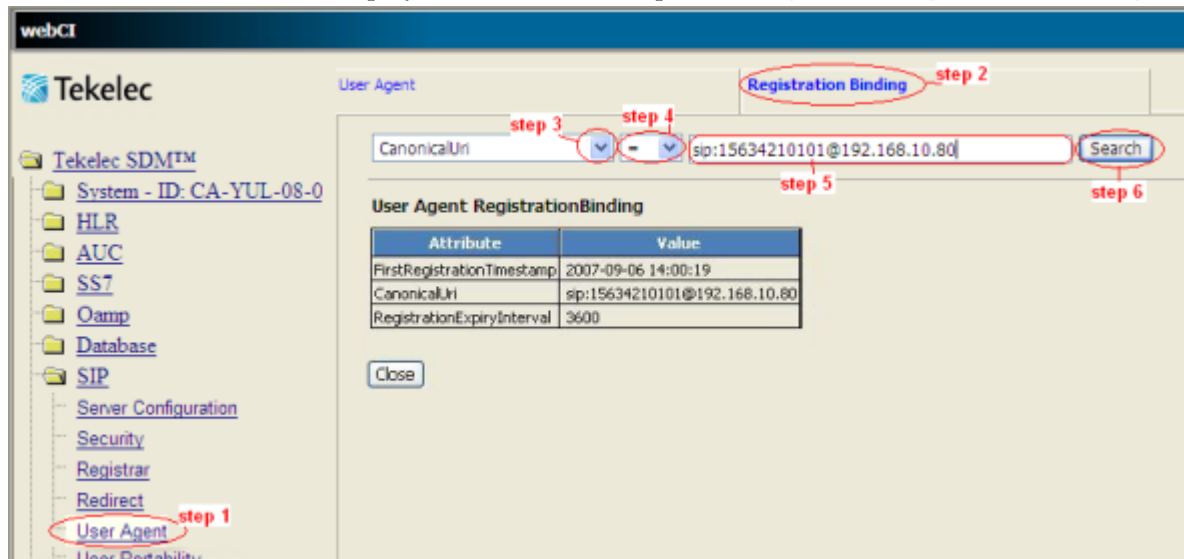 webCI
Tekelec
User Agent
Registration Binding
step 2
step 3
step 4
CanonicalUri
=
sip:15634210101@192.168.10.80
Search
step 5
step 6
Tekelec SDM™
System - ID: CA-YUL-08-0
HLR
AUC
SS7
Oamp
Database
SIP
Server Configuration
Security
Registrar
Redirect
User Agent
step 1
User Portability
User Agent RegistrationBinding
Attribute Value
FirstRegistrationTimestamp 2007-09-06 14:00:19
CanonicalUri sip:15634210101@192.168.10.80
RegistrationExpiryInterval 3600
Close